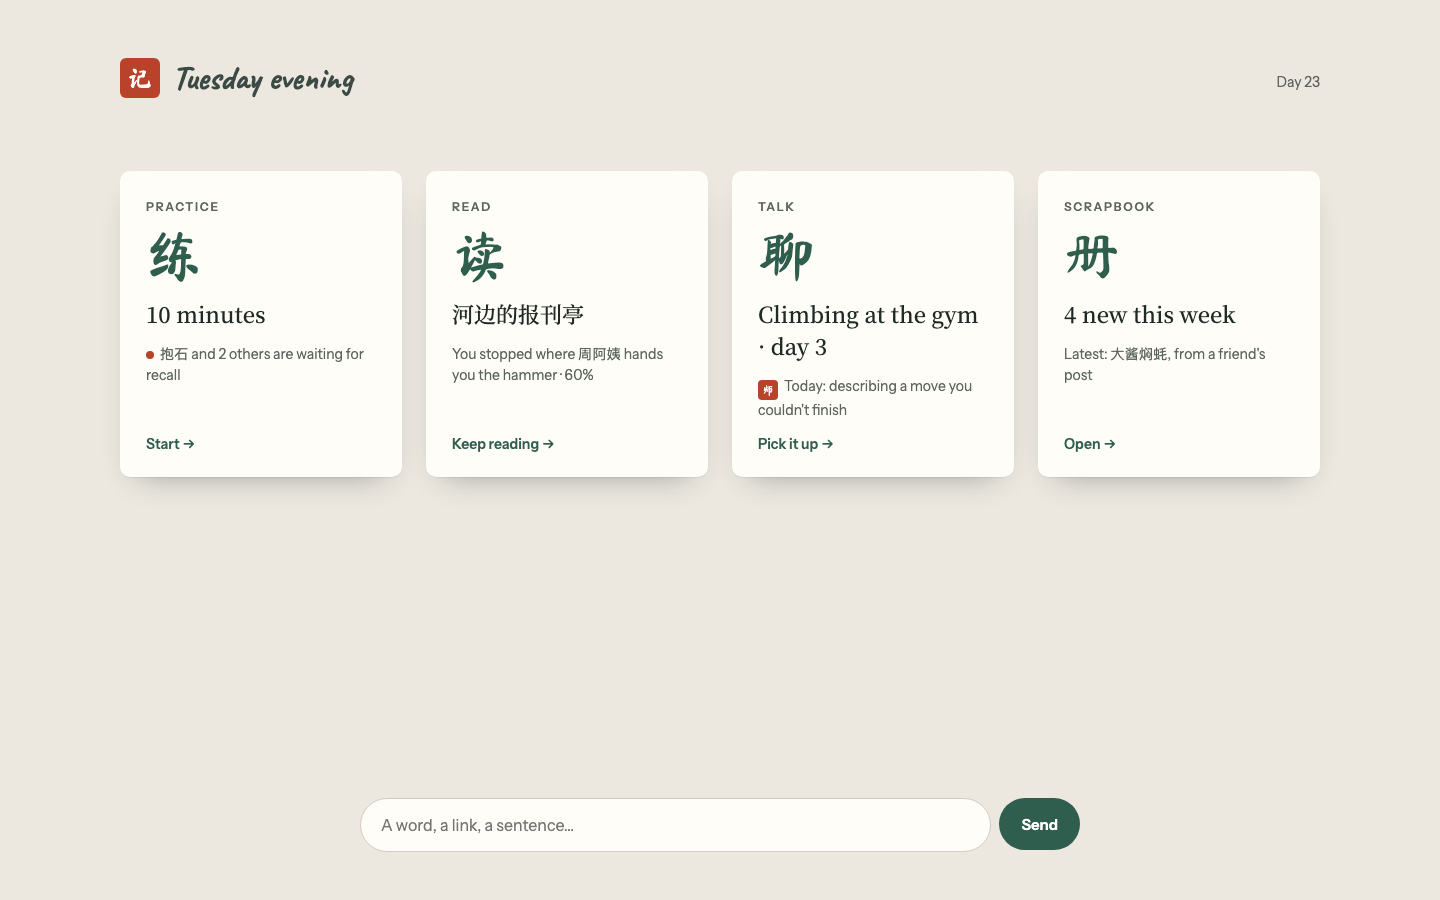 记 Tuesday evening
Day 23
PRACTICE
练
10 minutes
抱石 and 2 others are waiting for
recall
Start →
READ
读
河边的报刊亭
You stopped where 周阿姨 hands
you the hammer · 60%
Keep reading →
TALK
聊
Climbing at the gym
· day 3
Today: describing a move you
couldn't finish
Pick it up →
SCRAPBOOK
册
4 new this week
Latest: 大酱焖蚝, from a friend's
post
Open →
A word, a link, a sentence...
Send